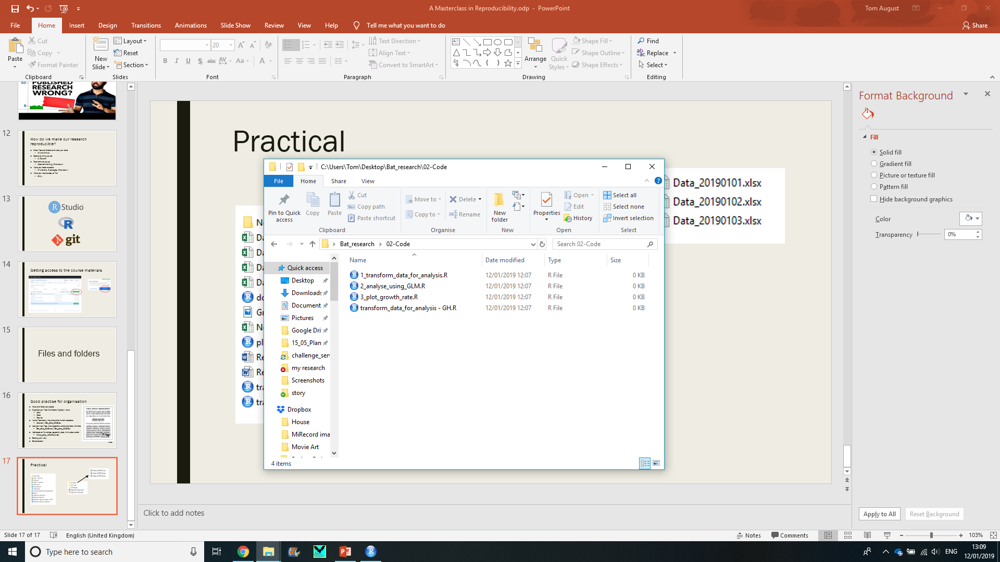 A Masterclass in Reproducibility.odp - PowerPoint
Tom August
File Home Insert Design Transitions Animations Slide Show Review View Help Tell me what you want to do
Share
Paste
Cut
Copy
Format Painter
Clipboard
New Slide
Layout
Reset
Section
Slides
20
B I U S abc AV Aa A
Font
Text Direction
Align Text
Convert to SmartArt
Paragraph
Arrange
Quick Styles
Shape Fill
Shape Outline
Shape Effects
Drawing
Find
Replace
Select
Editing
PUBLISHED
RESEARCH
WRONG?
12
How do we make our research
reproducible?
13
R Studio
R
git
14
Getting access to the course materials
15
Files and folders
16
Good practise for organisation
17
Practical
Practical
Data_20190101.xlsx
Data_20190102.xlsx
Data_20190103.xlsx
C:\Users\Tom\Desktop\Bat_research\02-Code
File Home Share View
Pin to Quick access
Copy
Paste
Cut
Copy path
Paste shortcut
Clipboard
Move to
Copy to
Delete
Rename
Organise
New folder
New
Properties
Open
Edit
History
Open
Select all
Select none
Invert selection
Select
Bat_research › 02-Code
Search 02-Code
Name Date modified Type Size
1_transform_data_for_analysis.R 12/01/2019 12:07 R File 0 KB
2_analyse_using_GLM.R 12/01/2019 12:07 R File 0 KB
3_plot_growth_rate.R 12/01/2019 12:07 R File 0 KB
transform_data_for_analysis - GH.R 12/01/2019 12:07 R File 0 KB
Quick access
Desktop
Downloads
Document
Pictures
Google Dri
15_05_Plan
challenge_serv
my research
Screenshots
story
Dropbox
House
MiRecord ima
Movie Art
4 items
Click to add notes
Format Background
Fill
Solid fill
Gradient fill
Picture or texture fill
Pattern fill
Hide background graphics
Color
Transparency 0%
Apply to All
Reset Background
Slide 17 of 17
English (United Kingdom)
Notes
Comments
103%
Type here to search
ENG
13:09
12/01/2019